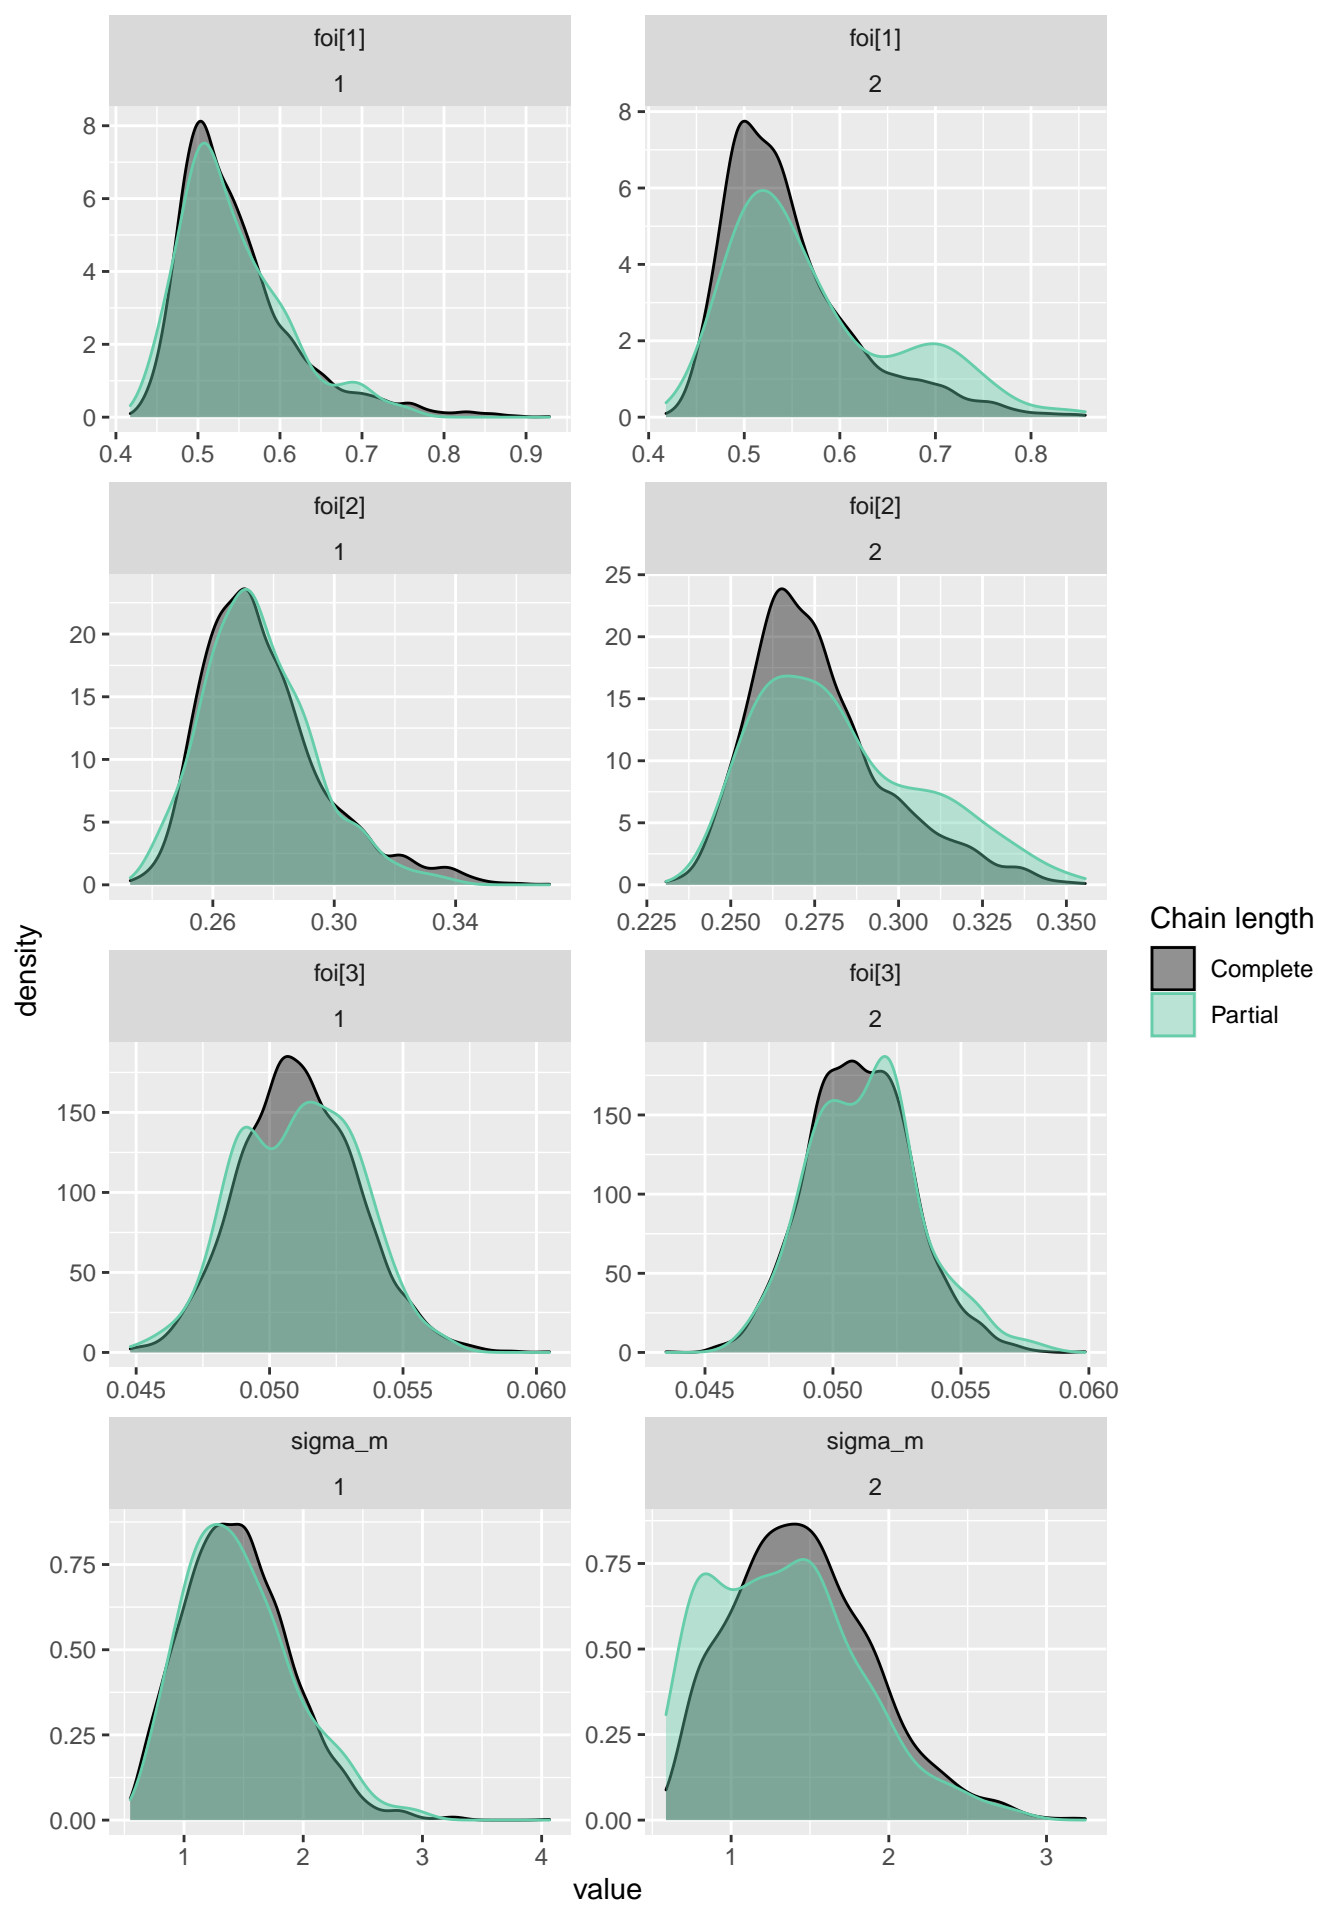 foi[1]
1
foi[1]
2
8
6
4
2
0
0.4 0.5 0.6 0.7 0.8 0.9
8
6
4
2
0
0.4 0.5 0.6 0.7 0.8
foi[2]
1
foi[2]
2
20
15
10
5
0
0.26 0.30 0.34
25
20
15
10
5
0
0.225 0.250 0.275 0.300 0.325 0.350
foi[3]
1
foi[3]
2
150
100
50
0
0.045 0.050 0.055 0.060
150
100
50
0
0.045 0.050 0.055 0.060
sigma_m
1
sigma_m
2
0.75
0.50
0.25
0.00
1 2 3 4
0.75
0.50
0.25
0.00
1 2 3
density
value
Chain length
Complete
Partial